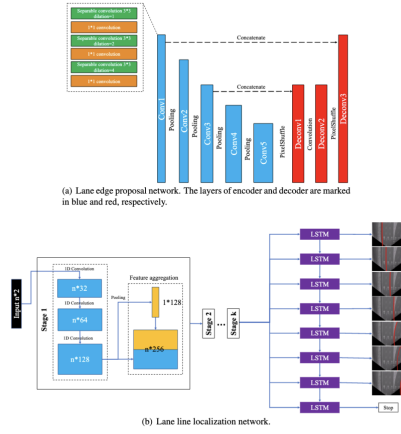 Separable convolution 3*3
dilation=1
1*1 convolution
Separable convolution 3*3
dilation=2
1*1 convolution
Separable convolution 3*3
dilation=4
1*1 convolution
Concatenate
Concatenate
Conv1
Pooling
Conv2
Pooling
Conv3
Pooling
Conv4
Pooling
Conv5
PixelShuffle
Deconv1
Convolution
Deconv2
PixelShuffle
Deconv3
(a) Lane edge proposal network. The layers of encoder and decoder are marked
in blue and red, respectively.
Input n*2
Stage 1
1D Convolution
n*32
1D Convolution
n*64
1D Convolution
n*128
Pooling
Feature aggregation
1*128
n*256
Stage 2
...
Stage k
LSTM
LSTM
LSTM
LSTM
LSTM
LSTM
LSTM
LSTM
Stop
(b) Lane line localization network.